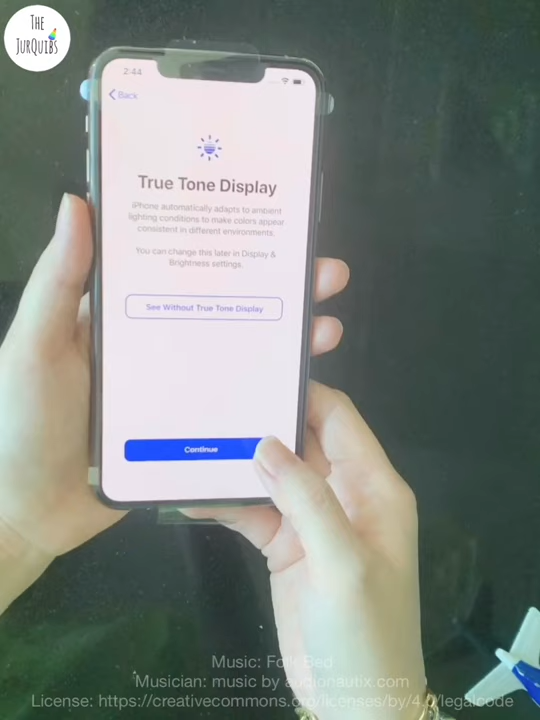 THE
JURQUIBS
2:44
Back
True Tone Display
iPhone automatically adapts to ambient
lighting conditions to make colors appear
consistent in different environments.
You can change this later in Display &
Brightness settings.
See Without True Tone Display
Continue
Music: Folk Bed
Musician: music by audionautix.com
License: https://creativecommons.org/licenses/by/4.0/legalcode